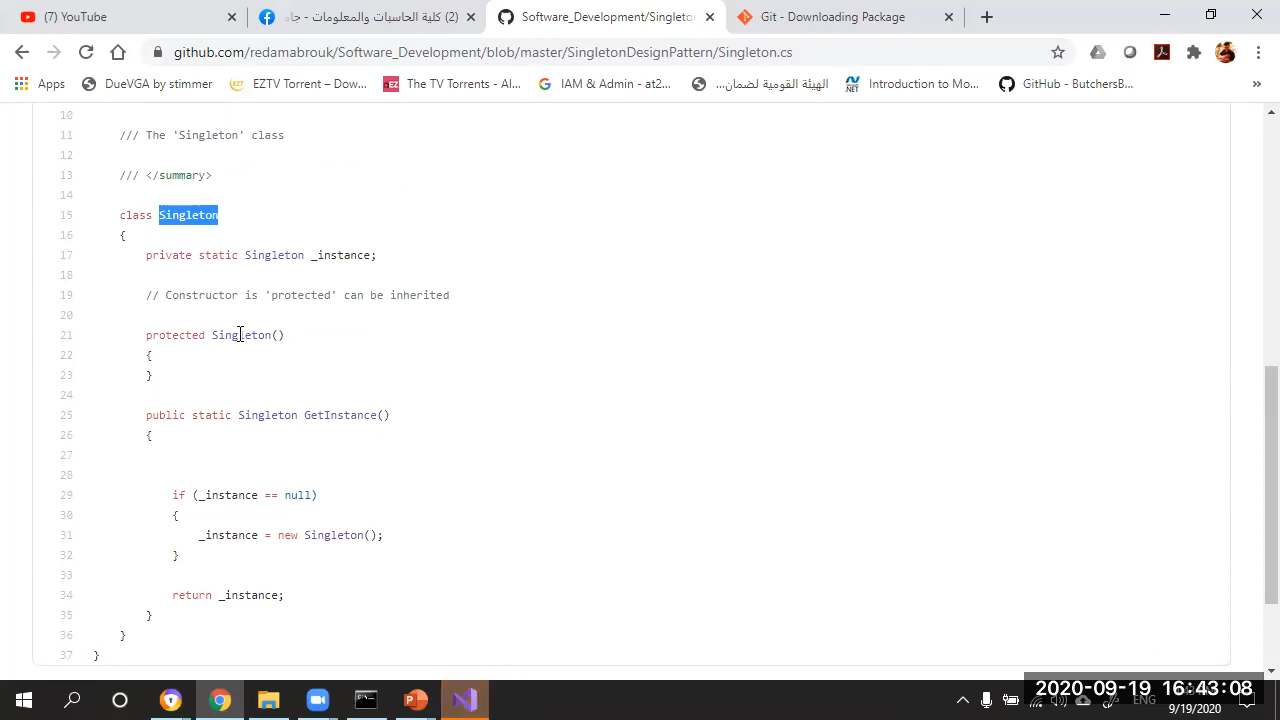 (7) YouTube
(٤) كلية الحاسبات والمعلومات - جاه
Software_Development/Singleto
Git - Downloading Package
github.com/redamabrouk/Software_Development/blob/master/SingletonDesignPattern/Singleton.cs
Apps
DueVGA by stimmer
EZTV Torrent – Dow...
The TV Torrents - Al...
IAM & Admin - at2...
الهيئة القومية لضمان...
Introduction to Mo...
GitHub - ButchersB...
»
10
11 /// The 'Singleton' class
12
13 /// </summary>
14
15 class Singleton
16 {
17 private static Singleton _instance;
18
19 // Constructor is 'protected' can be inherited
20
21 protected Singleton()
22 {
23 }
24
25 public static Singleton GetInstance()
26 {
27
28
29 if (_instance == null)
30 {
31 _instance = new Singleton();
32 }
33
34 return _instance;
35 }
36 }
37 }
2020-09-19 16:43:08
ENG
9/19/2020